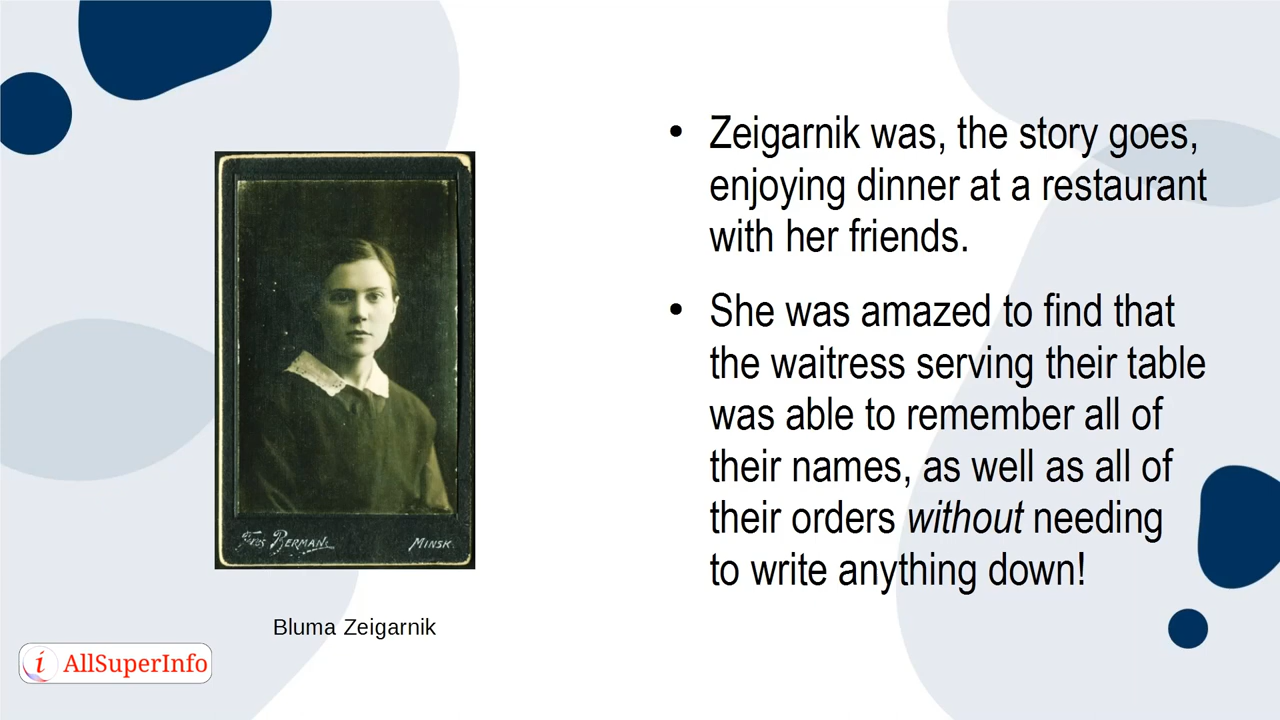 • Zeigarnik was, the story goes,
enjoying dinner at a restaurant
with her friends.
• She was amazed to find that
the waitress serving their table
was able to remember all of
their names, as well as all of
their orders without needing
to write anything down!
BERMAN.
MINSK.
Bluma Zeigarnik
i AllSuperInfo